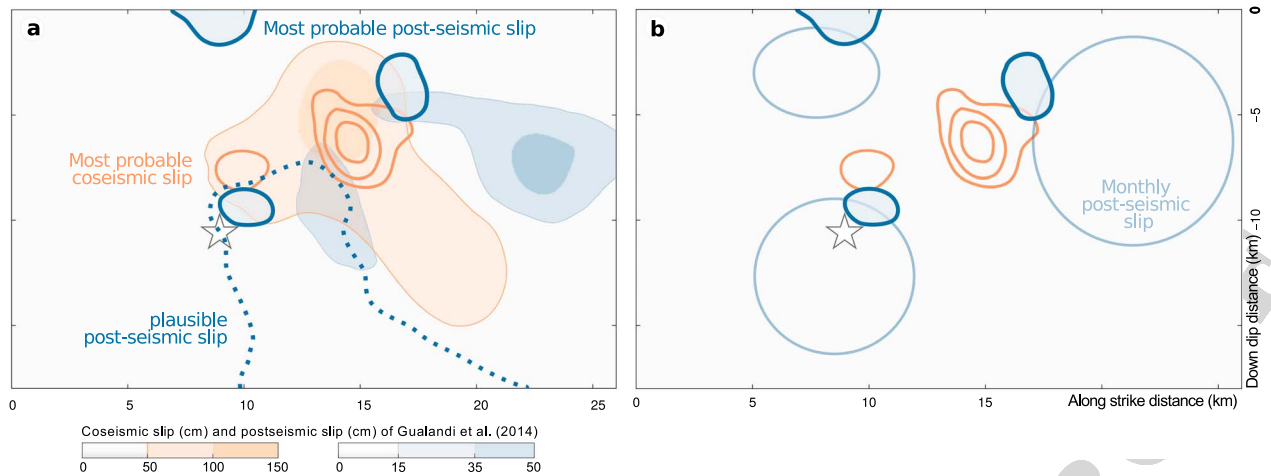 a
Most probable post-seismic slip
Most probable
coseismic slip
plausible
post-seismic slip
0 5 10 15 20 25
b
Monthly
post-seismic
slip
0
−5
−10
Down dip distance (km)
0 5 10 15 Along strike distance (km)
Coseismic slip (cm) and postseismic slip (cm) of Gualandi et al. (2014)
0 50 100 150
0 15 35 50